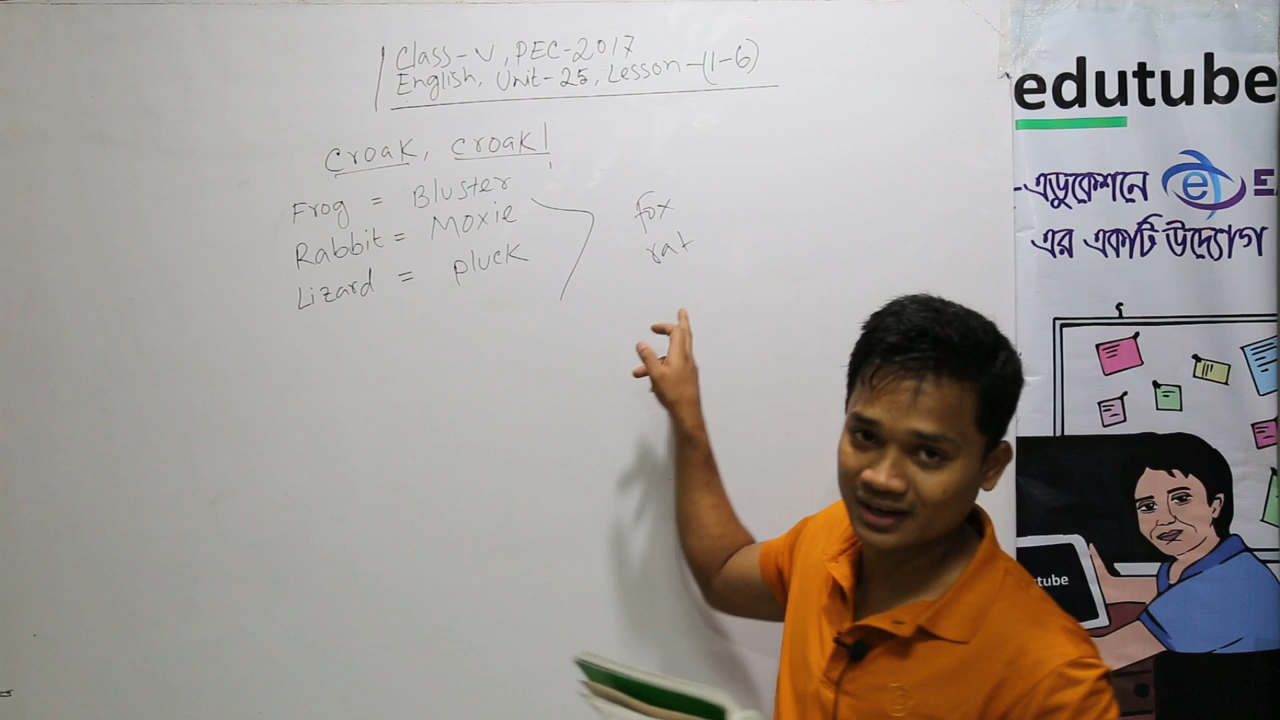 Class-V, PEC-2017
English, Unit-25, Lesson-(1-6)
Croak, croak!
Frog = Bluster
Rabbit = Moxie
Lizard = pluck
fox
rat
edutube
-এডুকেশনে e E
এর একটি উদ্যোগ
tube